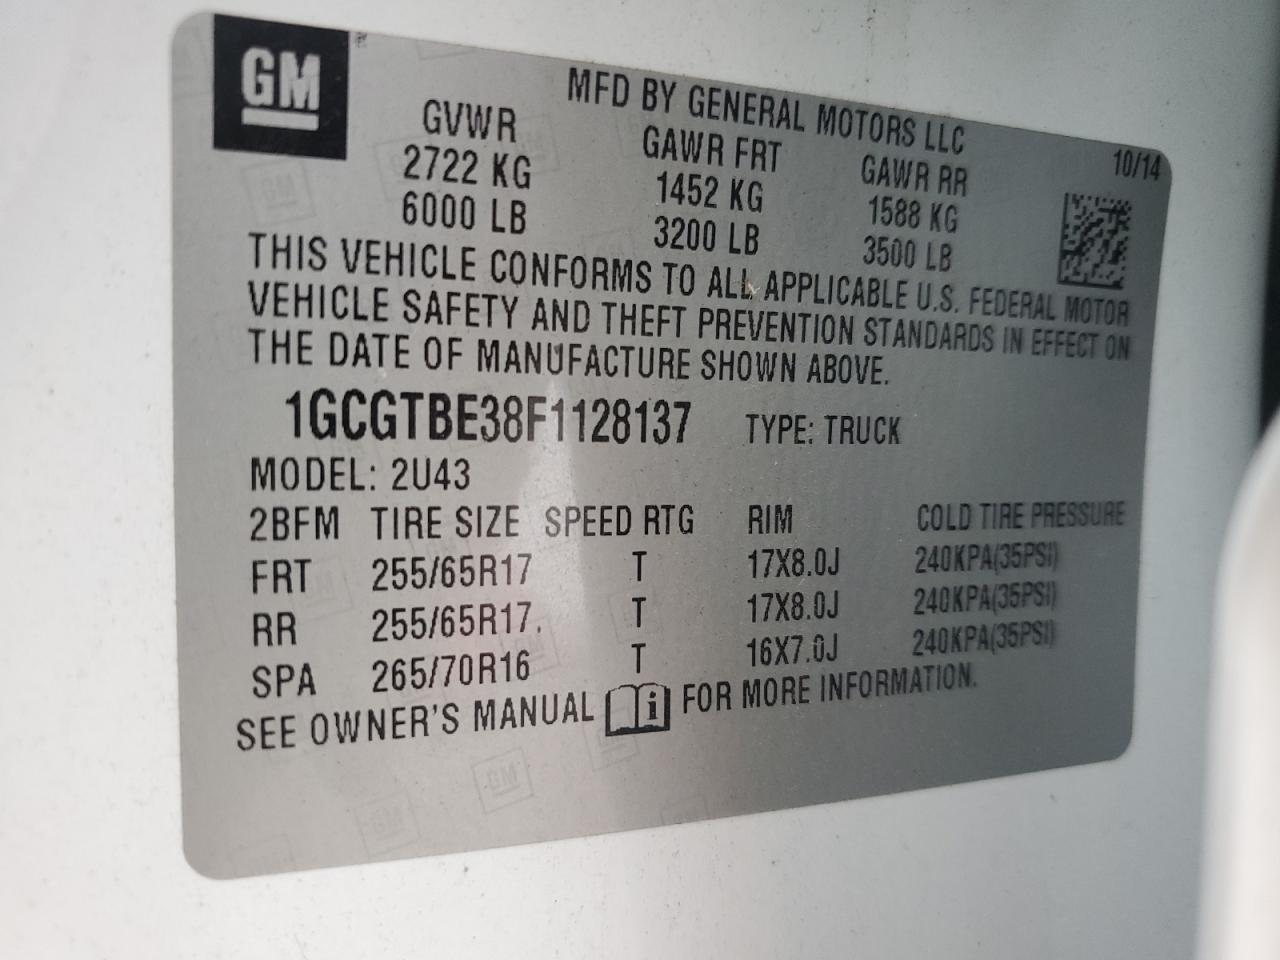 GM
MFD BY GENERAL MOTORS LLC
10/14
GVWR GAWR FRT GAWR RR
2722 KG 1452 KG 1588 KG
6000 LB 3200 LB 3500 LB
THIS VEHICLE CONFORMS TO ALL APPLICABLE U.S. FEDERAL MOTOR
VEHICLE SAFETY AND THEFT PREVENTION STANDARDS IN EFFECT ON
THE DATE OF MANUFACTURE SHOWN ABOVE.
1GCGTBE38F1128137 TYPE: TRUCK
MODEL: 2U43
2BFM TIRE SIZE SPEED RTG RIM COLD TIRE PRESSURE
FRT 255/65R17 T 17X8.0J 240KPA(35PSI)
RR 255/65R17 T 17X8.0J 240KPA(35PSI)
SPA 265/70R16 T 16X7.0J 240KPA(35PSI)
SEE OWNER'S MANUAL i FOR MORE INFORMATION.